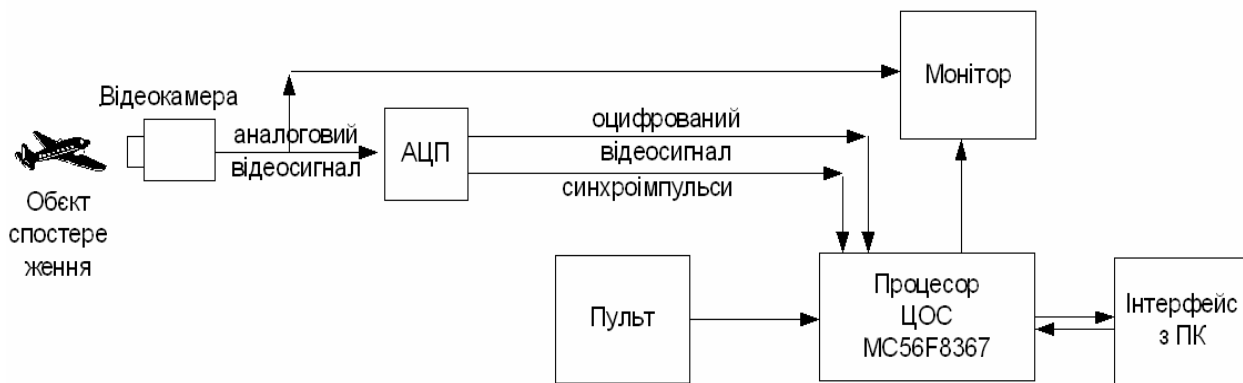 Відеокамера
Обєкт
спостере
ження
аналоговий
відеосигнал
АЦП
оцифрований
відеосигнал
синхроімпульси
Монітор
Пульт
Процесор
ЦОС
MC56F8367
Інтерфейс
з ПК